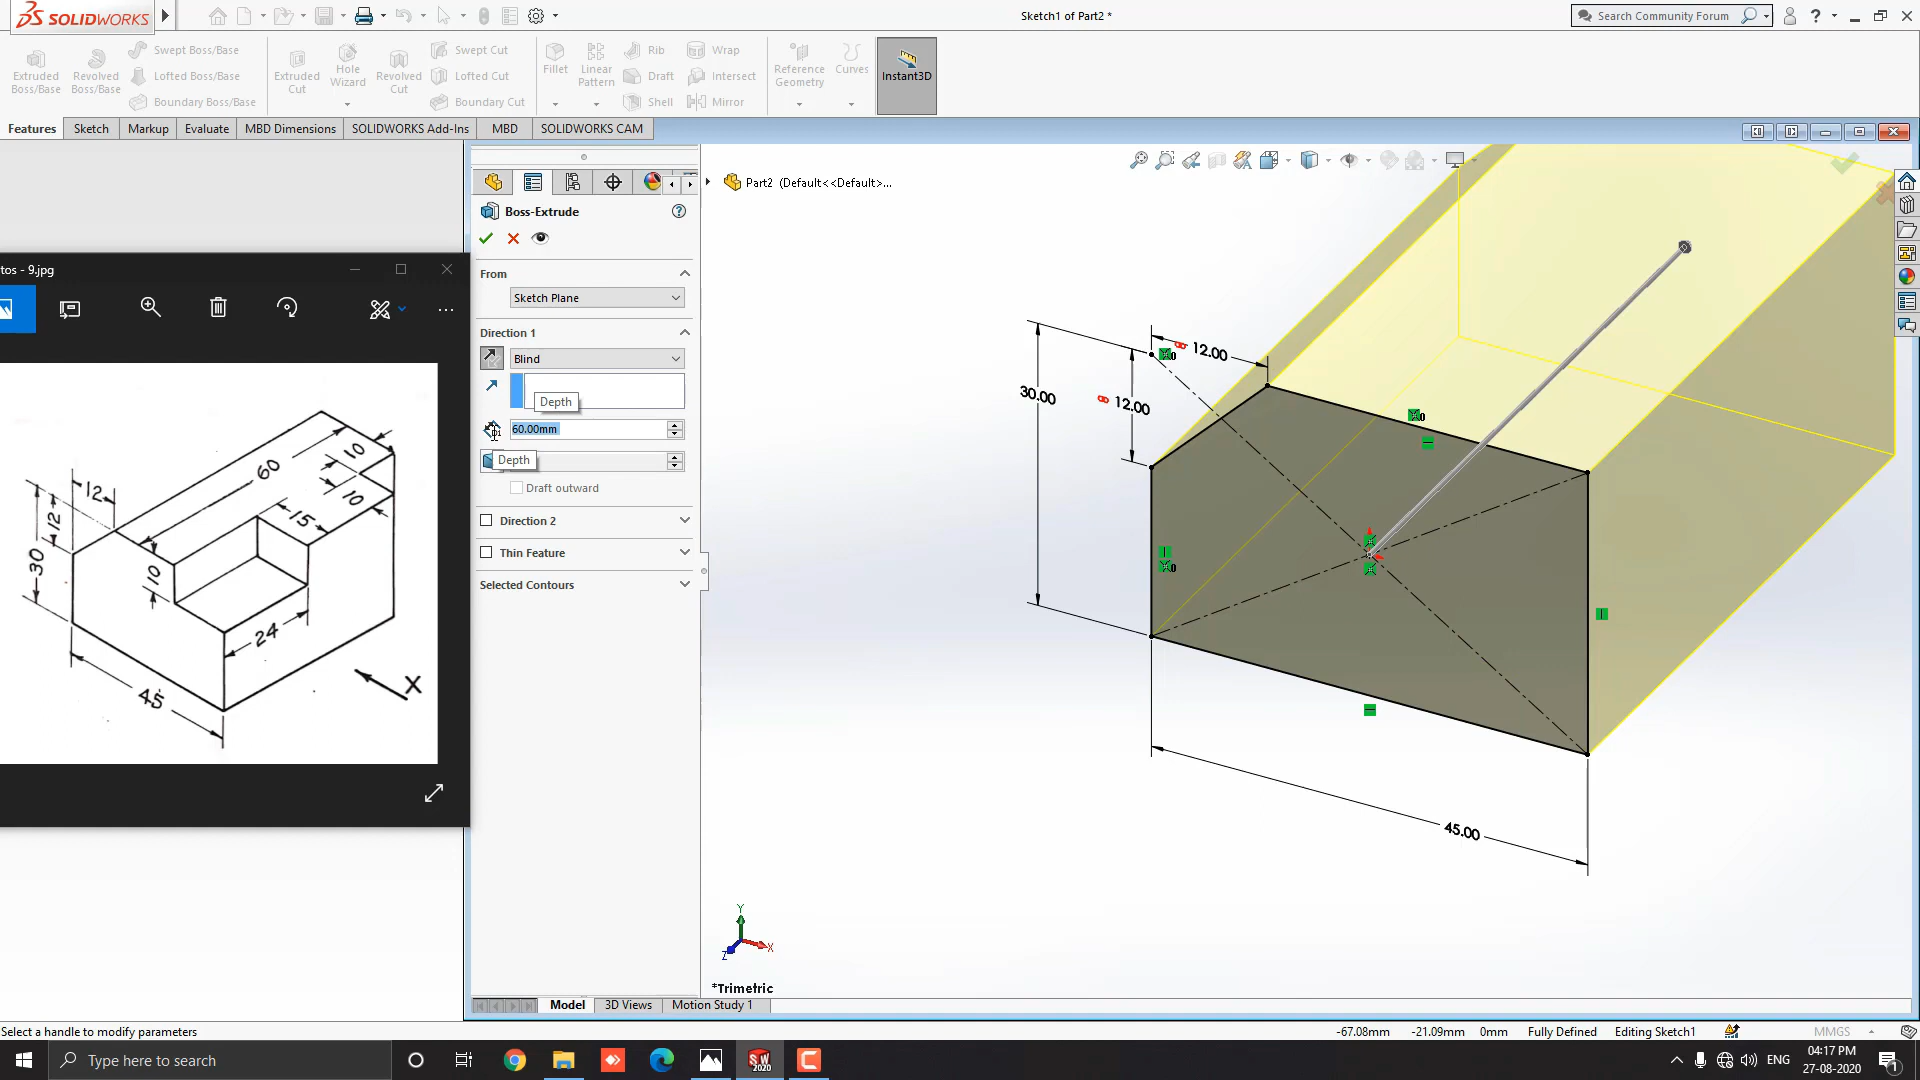 SOLIDWORKS
Sketch1 of Part2 *
Search Community Forum
Extruded Boss/Base
Revolved Boss/Base
Swept Boss/Base
Lofted Boss/Base
Boundary Boss/Base
Extruded Cut
Hole Wizard
Revolved Cut
Swept Cut
Lofted Cut
Boundary Cut
Fillet
Linear Pattern
Rib
Draft
Shell
Wrap
Intersect
Mirror
Reference Geometry
Curves
Instant3D
Features
Sketch
Markup
Evaluate
MBD Dimensions
SOLIDWORKS Add-Ins
MBD
SOLIDWORKS CAM
Part2 (Default<<Default>...
Boss-Extrude
From
Sketch Plane
Direction 1
Blind
Depth
60.00mm
Depth
Draft outward
Direction 2
Thin Feature
Selected Contours
tos - 9.jpg
12
60
10
10
15
12
30
10
24
45
X
12.00
12.00
30.00
45.00
Y
X
Z
*Trimetric
Model
3D Views
Motion Study 1
Select a handle to modify parameters
-67.08mm
-21.09mm
0mm
Fully Defined
Editing Sketch1
MMGS
Type here to search
SW
2020
ENG
04:17 PM
27-08-2020
1